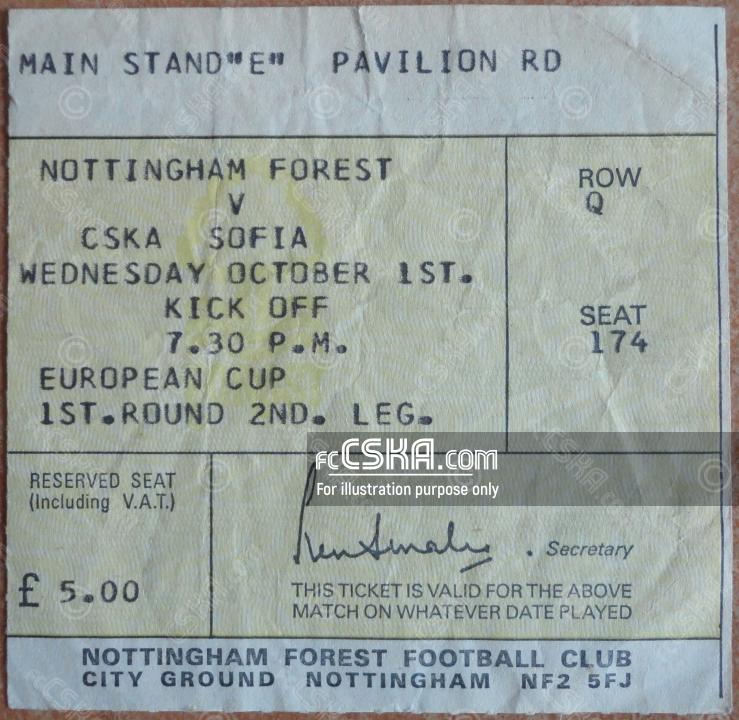 MAIN STAND"E" PAVILION RD
NOTTINGHAM FOREST
V
CSKA SOFIA
WEDNESDAY OCTOBER 1ST.
KICK OFF
7.30 P.M.
EUROPEAN CUP
1ST.ROUND 2ND. LEG.
ROW
Q
SEAT
174
fcCSKA.com
For illustration purpose only
RESERVED SEAT
(Including V.A.T.)
£ 5.00
. Secretary
THIS TICKET IS VALID FOR THE ABOVE
MATCH ON WHATEVER DATE PLAYED
NOTTINGHAM FOREST FOOTBALL CLUB
CITY GROUND NOTTINGHAM NF2 5FJ